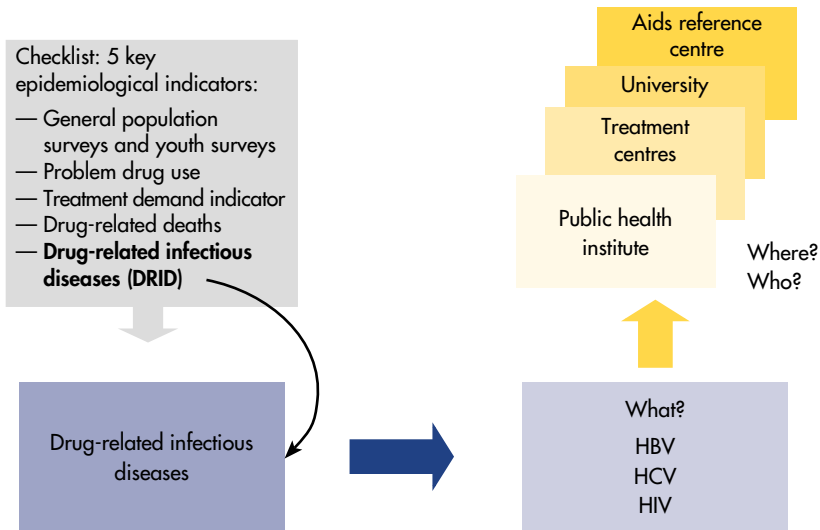 Checklist: 5 key
epidemiological indicators:
— General population
surveys and youth surveys
— Problem drug use
— Treatment demand indicator
— Drug-related deaths
— Drug-related infectious
diseases (DRID)
Drug-related infectious
diseases
Aids reference
centre
University
Treatment
centres
Public health
institute
Where?
Who?
What?
HBV
HCV
HIV